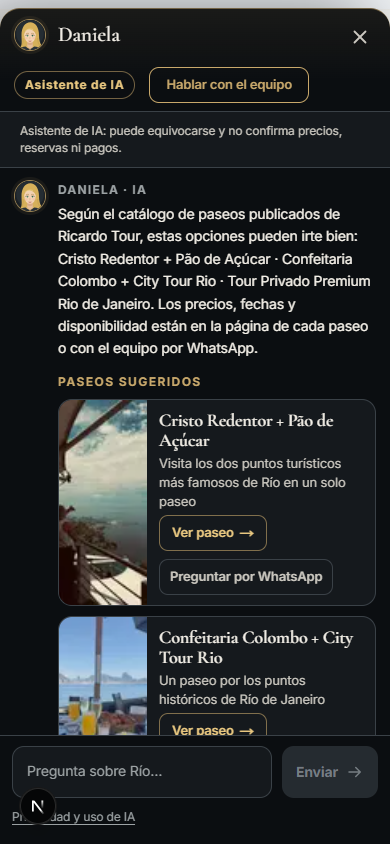 Daniela
Asistente de IA
Hablar con el equipo
Asistente de IA: puede equivocarse y no confirma precios,
reservas ni pagos.
DANIELA · IA
Según el catálogo de paseos publicados de
Ricardo Tour, estas opciones pueden irte bien:
Cristo Redentor + Pão de Açúcar · Confeitaria
Colombo + City Tour Rio · Tour Privado Premium
Rio de Janeiro. Los precios, fechas y
disponibilidad están en la página de cada paseo
o con el equipo por WhatsApp.
PASEOS SUGERIDOS
Cristo Redentor + Pão de
Açúcar
Visita los dos puntos turísticos
más famosos de Río en un solo
paseo
Ver paseo →
Preguntar por WhatsApp
Confeitaria Colombo + City
Tour Rio
Un paseo por los puntos
históricos de Río de Janeiro
Ver paseo →
Pregunta sobre Río...
Enviar →
N
y uso de IA